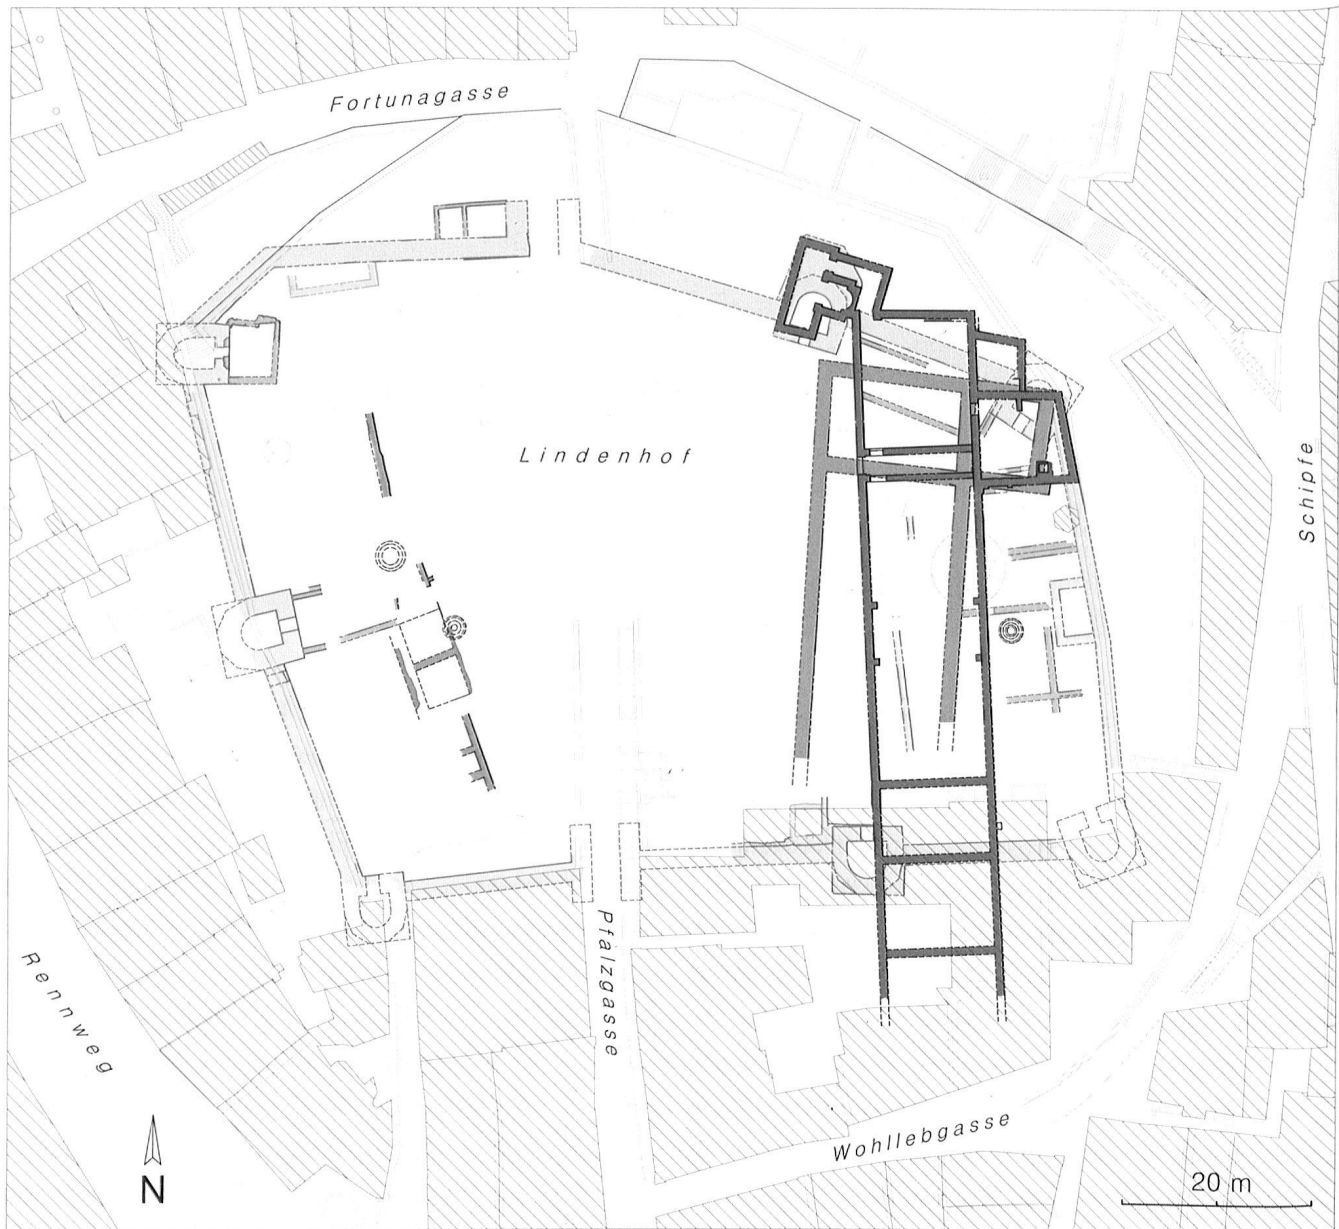 Fortunagasse
Lindenhof
Schipfe
Pfalzgasse
Rennweg
Wohllebgasse
N
20 m